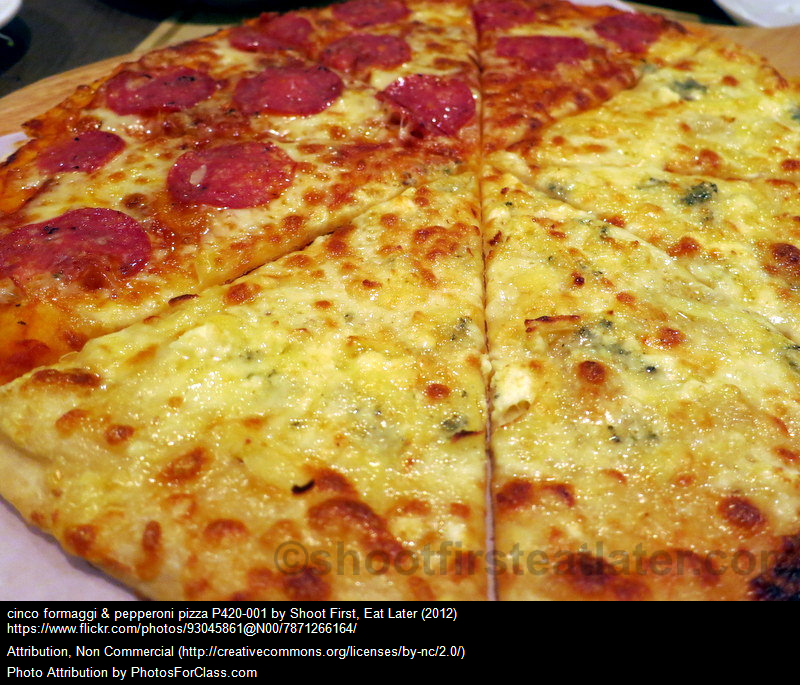 ©shootfirsteatlater.com
cinco formaggi & pepperoni pizza P420-001 by Shoot First, Eat Later (2012)
https://www.flickr.com/photos/93045861@N00/7871266164/
Attribution, Non Commercial (http://creativecommons.org/licenses/by-nc/2.0/)
Photo Attribution by PhotosForClass.com